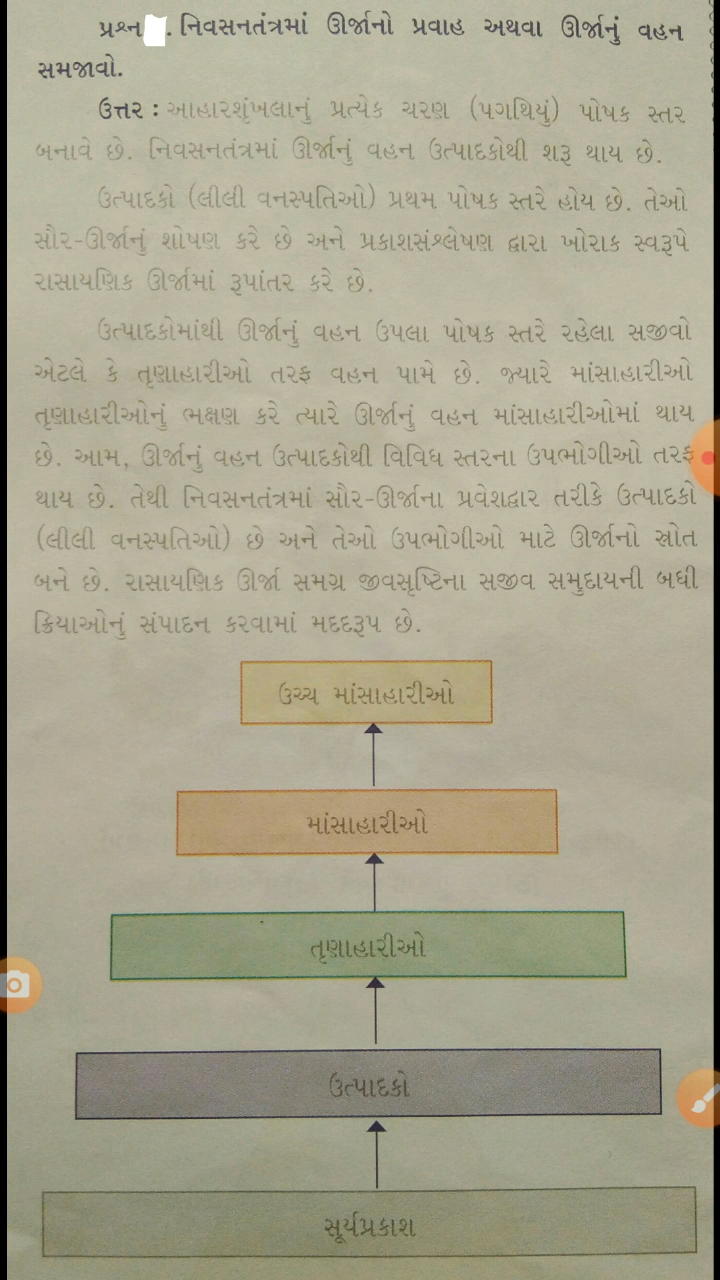 પ્રશ્ન . નિવસનતંત્રમાં ઊર્જાનો પ્રવાહ અથવા ઊર્જાનું વહન
સમજાવો.
ઉત્તર : આહારશૃંખલાનું પ્રત્યેક ચરણ (પગથિયું) પોષક સ્તર
બનાવે છે. નિવસનતંત્રમાં ઊર્જાનું વહન ઉત્પાદકોથી શરૂ થાય છે.
ઉત્પાદકો (લીલી વનસ્પતિઓ) પ્રથમ પોષક સ્તરે હોય છે. તેઓ
સૌર-ઊર્જાનું શોષણ કરે છે અને પ્રકાશસંશ્લેષણ દ્વારા ખોરાક સ્વરૂપે
રાસાયણિક ઊર્જામાં રૂપાંતર કરે છે.
ઉત્પાદકોમાંથી ઊર્જાનું વહન ઉપલા પોષક સ્તરે રહેલા સજીવો
એટલે કે તૃણાહારીઓ તરફ વહન પામે છે. જ્યારે માંસાહારીઓ
તૃણાહારીઓનું ભક્ષણ કરે ત્યારે ઊર્જાનું વહન માંસાહારીઓમાં થાય
છે. આમ, ઊર્જાનું વહન ઉત્પાદકોથી વિવિધ સ્તરના ઉપભોગીઓ તરફ
થાય છે. તેથી નિવસનતંત્રમાં સૌર-ઊર્જાના પ્રવેશદ્વાર તરીકે ઉત્પાદકો
(લીલી વનસ્પતિઓ) છે અને તેઓ ઉપભોગીઓ માટે ઊર્જાનો સ્રોત
બને છે. રાસાયણિક ઊર્જા સમગ્ર જીવસૃષ્ટિના સજીવ સમુદાયની બધી
ક્રિયાઓનું સંપાદન કરવામાં મદદરૂપ છે.
ઉચ્ચ માંસાહારીઓ
માંસાહારીઓ
તૃણાહારીઓ
ઉત્પાદકો
સૂર્યપ્રકાશ